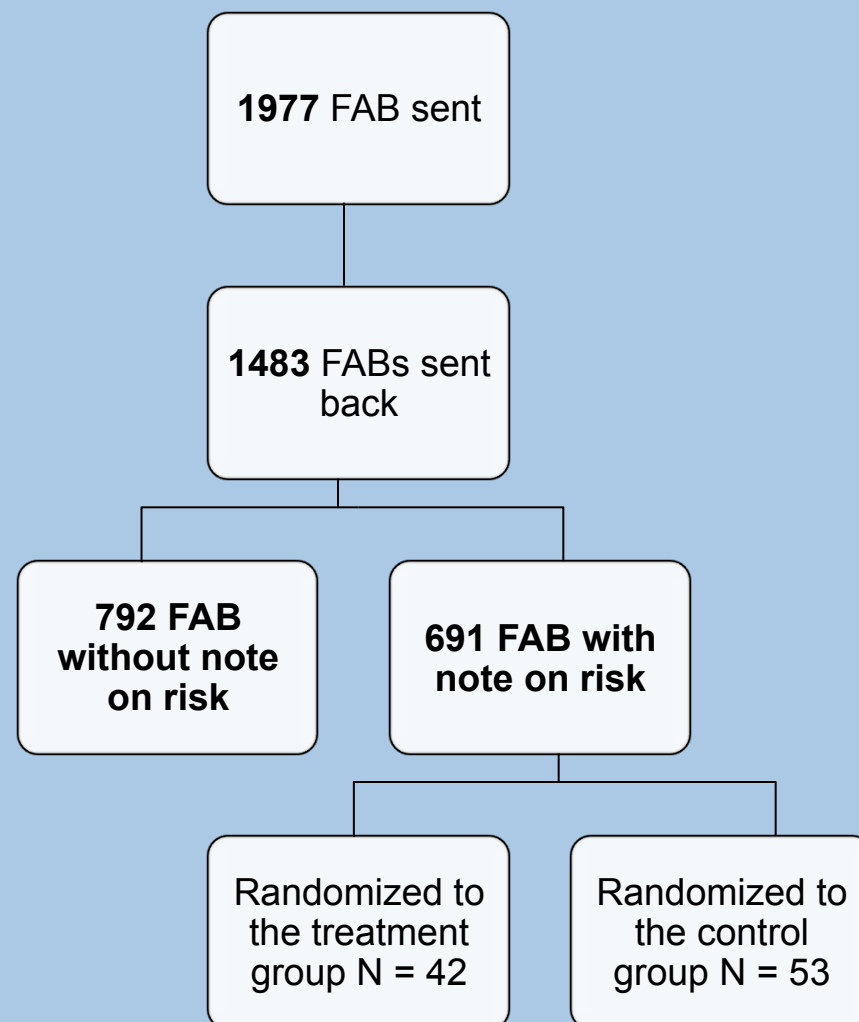 1977 FAB sent
1483 FABs sent
back
792 FAB
without note
on risk
691 FAB with
note on risk
Randomized to
the treatment
group N = 42
Randomized to
the control
group N = 53